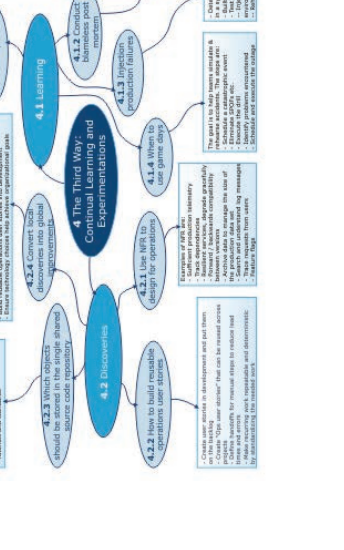 4 The Third Way:
Continual Learning and
Experimentations
4.1 Learning
4.1.2 Conduct
blameless post
mortem
4.1.3 Injection
production failures
4.1.4 When to
use game days
The goal is to help teams simulate &
rehearse accidents. The steps are:
- Schedule a catastrophic event
- Eliminate SPOFs etc.
- Execute the drill
- Identify problems encountered
- Schedule and execute the outage
4.2 Discoveries
4.2.1 Use NFR to
design for operations
Examples of NFR are:
- Sufficient production telemetry
- Track dependencies
- Resilient services, degrade gracefully
- Forward / backwards compatibility
between versions
- Archive data to manage the size of
the production data set
- Search and understand log messages
- Trace requests from users
- Feature flags
4.2.2 How to build reusable
operations user stories
- Create user stories in development and put them
on the backlog
- Create "Ops user stories" that can be reused across
projects
- Define handoffs for manual steps to reduce lead
times and errors
- Make recurring work repeatable and deterministic
by standardizing the needed work
4.2.3 Which objects
should be stored in the single shared
source code repository
4.2.4 Convert local
discoveries into global
improvements
- Ensure technology choices help achieve organizational goals